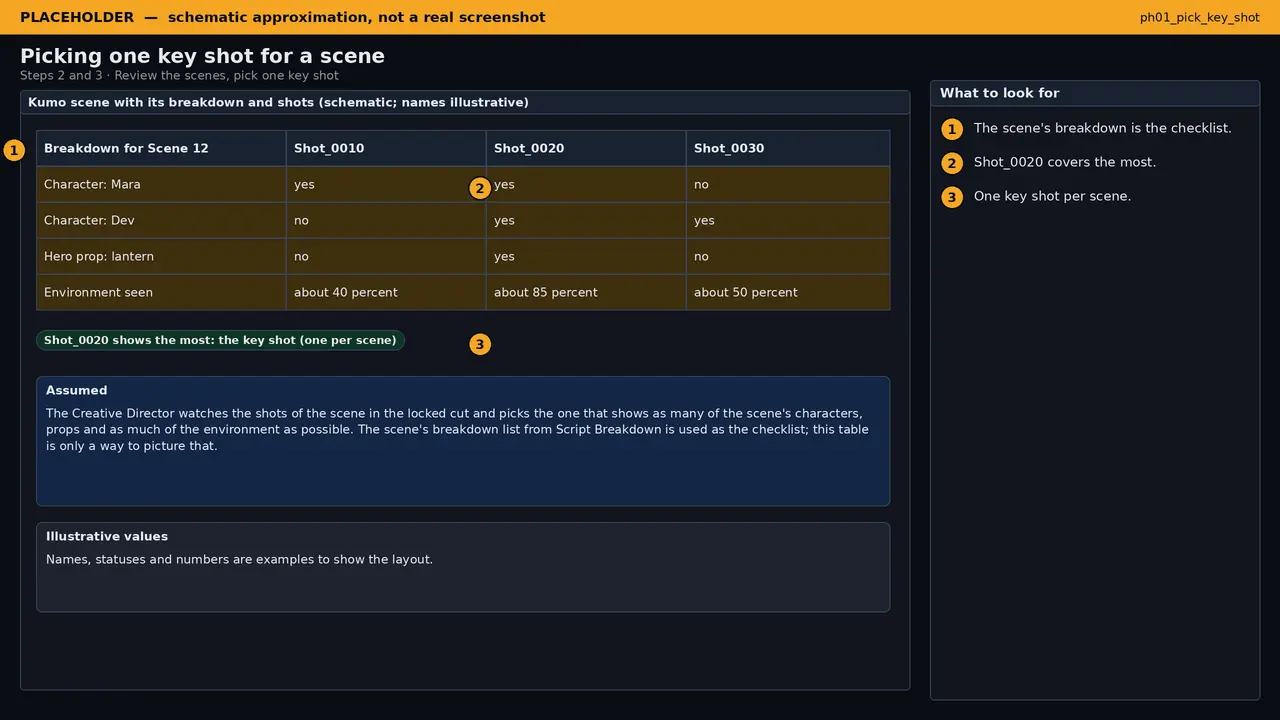 PLACEHOLDER — schematic approximation, not a real screenshot
ph01_pick_key_shot
Picking one key shot for a scene
Steps 2 and 3 · Review the scenes, pick one key shot
Kumo scene with its breakdown and shots (schematic; names illustrative)
1
Breakdown for Scene 12 Shot_0010 Shot_0020 Shot_0030
Character: Mara yes 2 yes no
Character: Dev no yes yes
Hero prop: lantern no yes no
Environment seen about 40 percent about 85 percent about 50 percent
Shot_0020 shows the most: the key shot (one per scene) 3
Assumed
The Creative Director watches the shots of the scene in the locked cut and picks the one that shows as many of the scene's characters,
props and as much of the environment as possible. The scene's breakdown list from Script Breakdown is used as the checklist; this table
is only a way to picture that.
Illustrative values
Names, statuses and numbers are examples to show the layout.
What to look for
1 The scene's breakdown is the checklist.
2 Shot_0020 covers the most.
3 One key shot per scene.